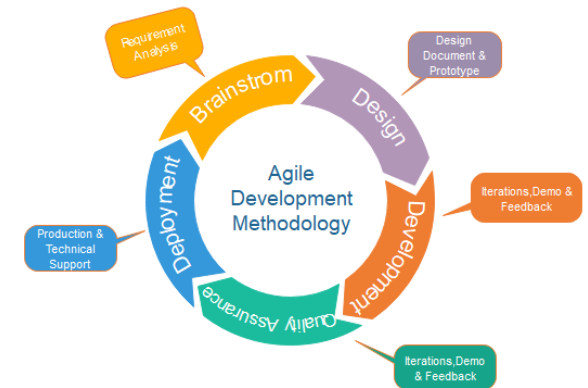 Requirement
Analysis
Brainstrom
Design
Design
Document &
Prototype
Agile
Development
Methodology
Development
Iterations,Demo
& Feedback
Quality Assurance
Iterations,Demo
& Feedback
Deployment
Production &
Technical
Support